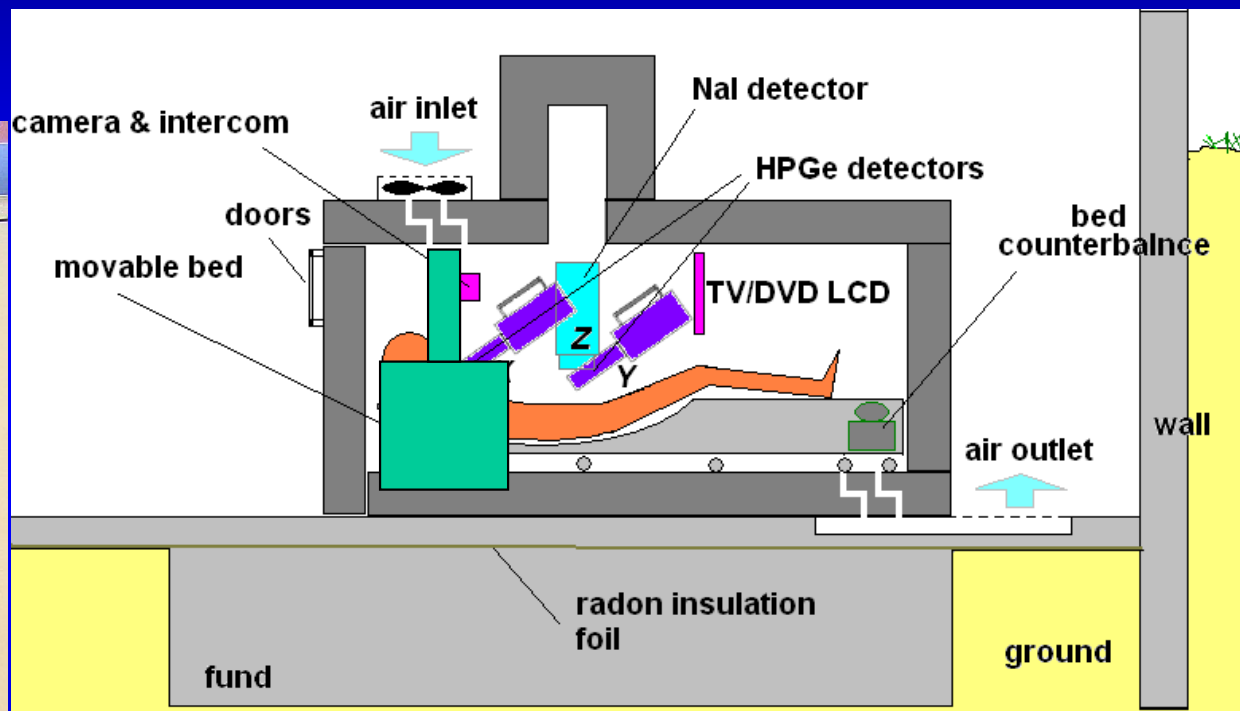 NaI detector
air inlet
camera & intercom
HPGe detectors
doors
bed
counterbalnce
movable bed
TV/DVD LCD
Z
Y
wall
air outlet
radon insulation
foil
ground
fund